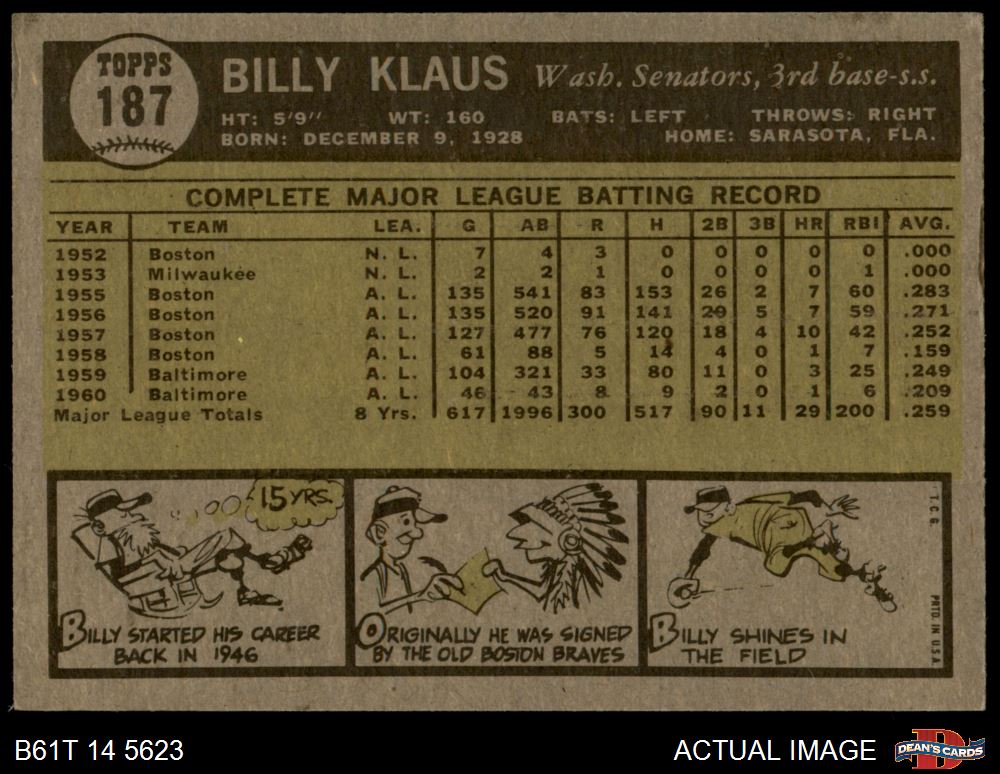 TOPPS
187
BILLY KLAUS Wash. Senators, 3rd base-s.s.
HT: 5'9" WT: 160 BATS: LEFT THROWS: RIGHT
BORN: DECEMBER 9, 1928 HOME: SARASOTA, FLA.
COMPLETE MAJOR LEAGUE BATTING RECORD
YEAR TEAM LEA. G AB R H 2B 3B HR RBI AVG.
1952 Boston N. L. 7 4 3 0 0 0 0 0 .000
1953 Milwaukee N. L. 2 2 1 0 0 0 0 1 .000
1955 Boston A. L. 135 541 83 153 26 2 7 60 .283
1956 Boston A. L. 135 520 91 141 29 5 7 59 .271
1957 Boston A. L. 127 477 76 120 18 4 10 42 .252
1958 Boston A. L. 61 88 5 14 4 0 1 7 .159
1959 Baltimore A. L. 104 321 33 80 11 0 3 25 .249
1960 Baltimore A. L. 46 43 8 9 2 0 1 6 .209
Major League Totals 8 Yrs. 617 1996 300 517 90 11 29 200 .259
15 YRS.
BILLY STARTED HIS CAREER
BACK IN 1946
ORIGINALLY HE WAS SIGNED
BY THE OLD BOSTON BRAVES
BILLY SHINES IN
THE FIELD
T.C.G.
PRTD. IN U.S.A.
B61T 14 5623
ACTUAL IMAGE
DEAN'S CARDS